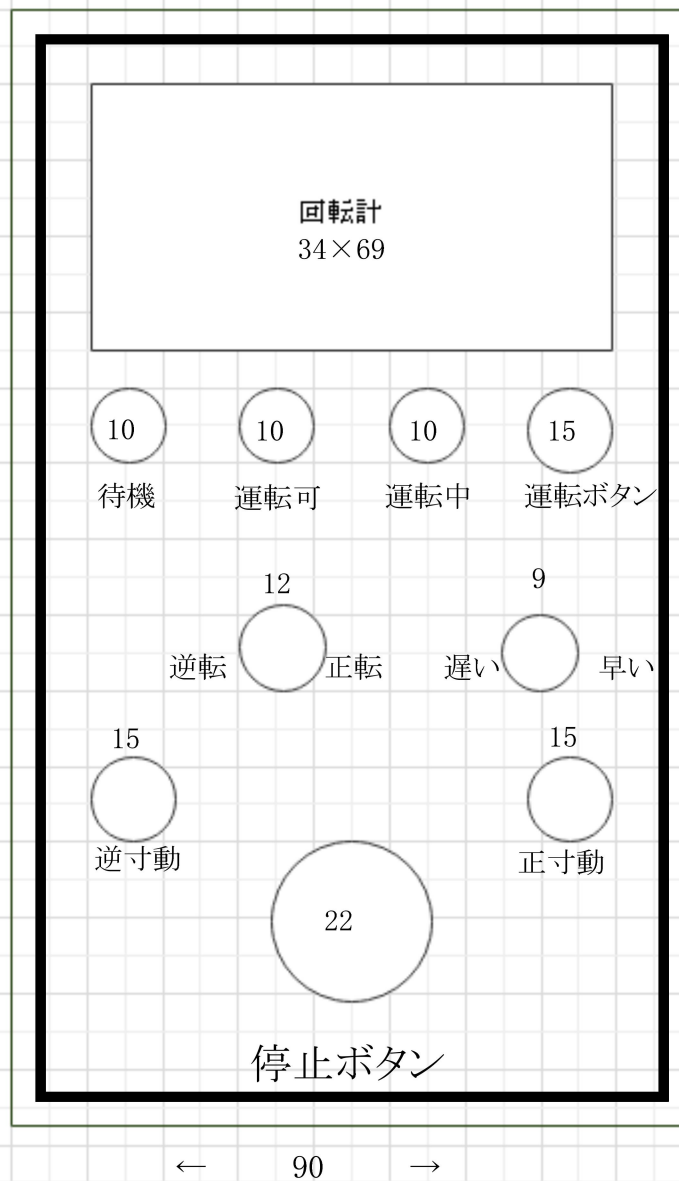 回転計
34×69
10 10 10 15
待機 運転可 運転中 運転ボタン
12 9
逆転 正転 遅い 早い
15 15
逆寸動 正寸動
22
停止ボタン
← 90 →